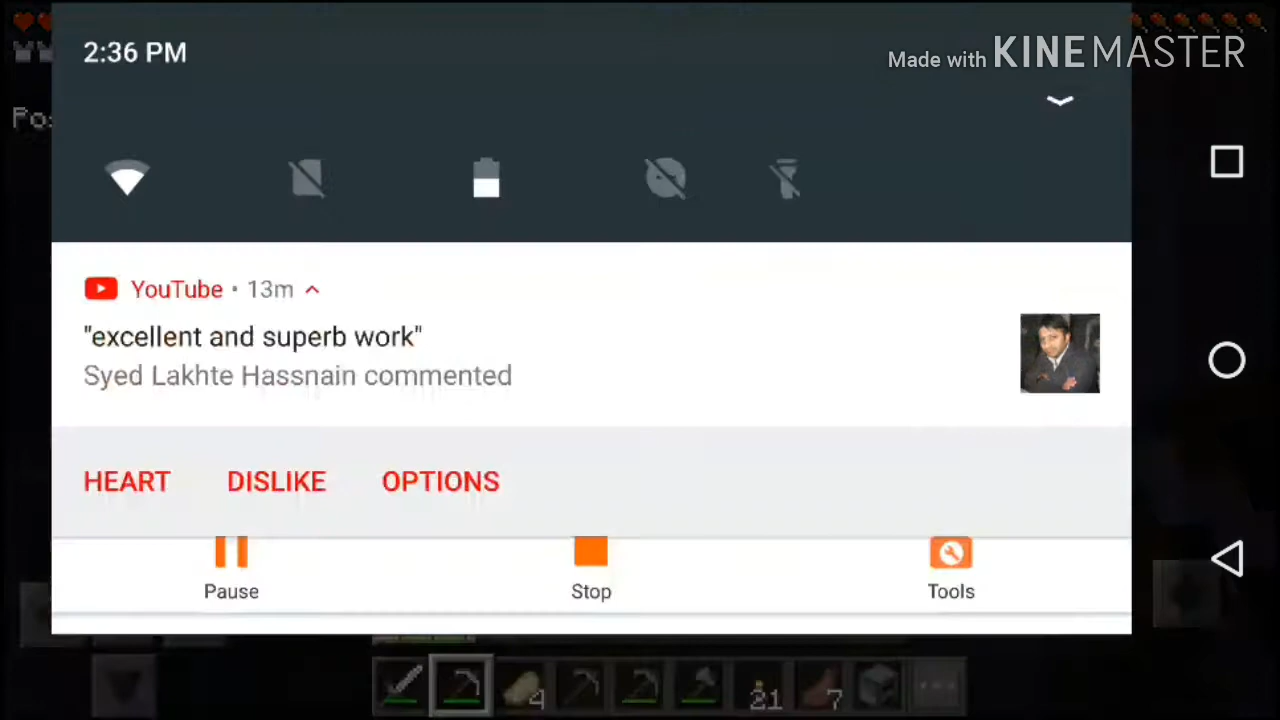 2:36 PM
Made with KINEMASTER
Pos
YouTube • 13m
"excellent and superb work"
Syed Lakhte Hassnain commented
HEART DISLIKE OPTIONS
Pause Stop Tools
4 21 7